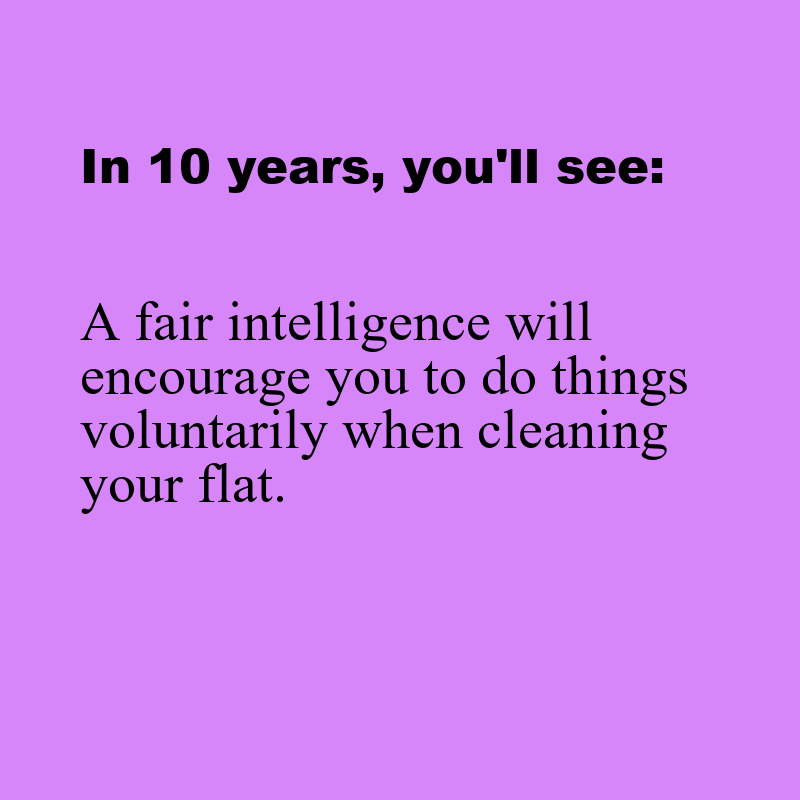 In 10 years, you'll see:
A fair intelligence will
encourage you to do things
voluntarily when cleaning
your flat.